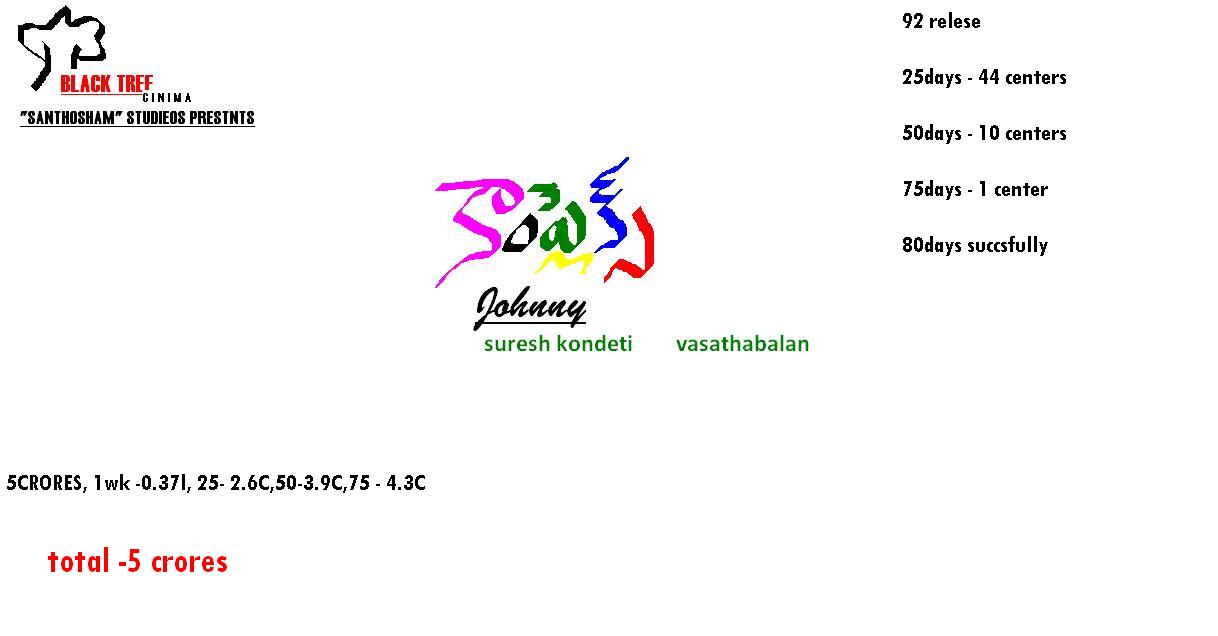 BLACK TREF
CINIMA
"SANTHOSHAM" STUDIEOS PRESTNTS
Johnny
suresh kondeti vasathabalan
92 relese
25days - 44 centers
50days - 10 centers
75days - 1 center
80days succsfully
5CRORES, 1wk -0.37l, 25- 2.6C,50-3.9C,75 - 4.3C
total -5 crores